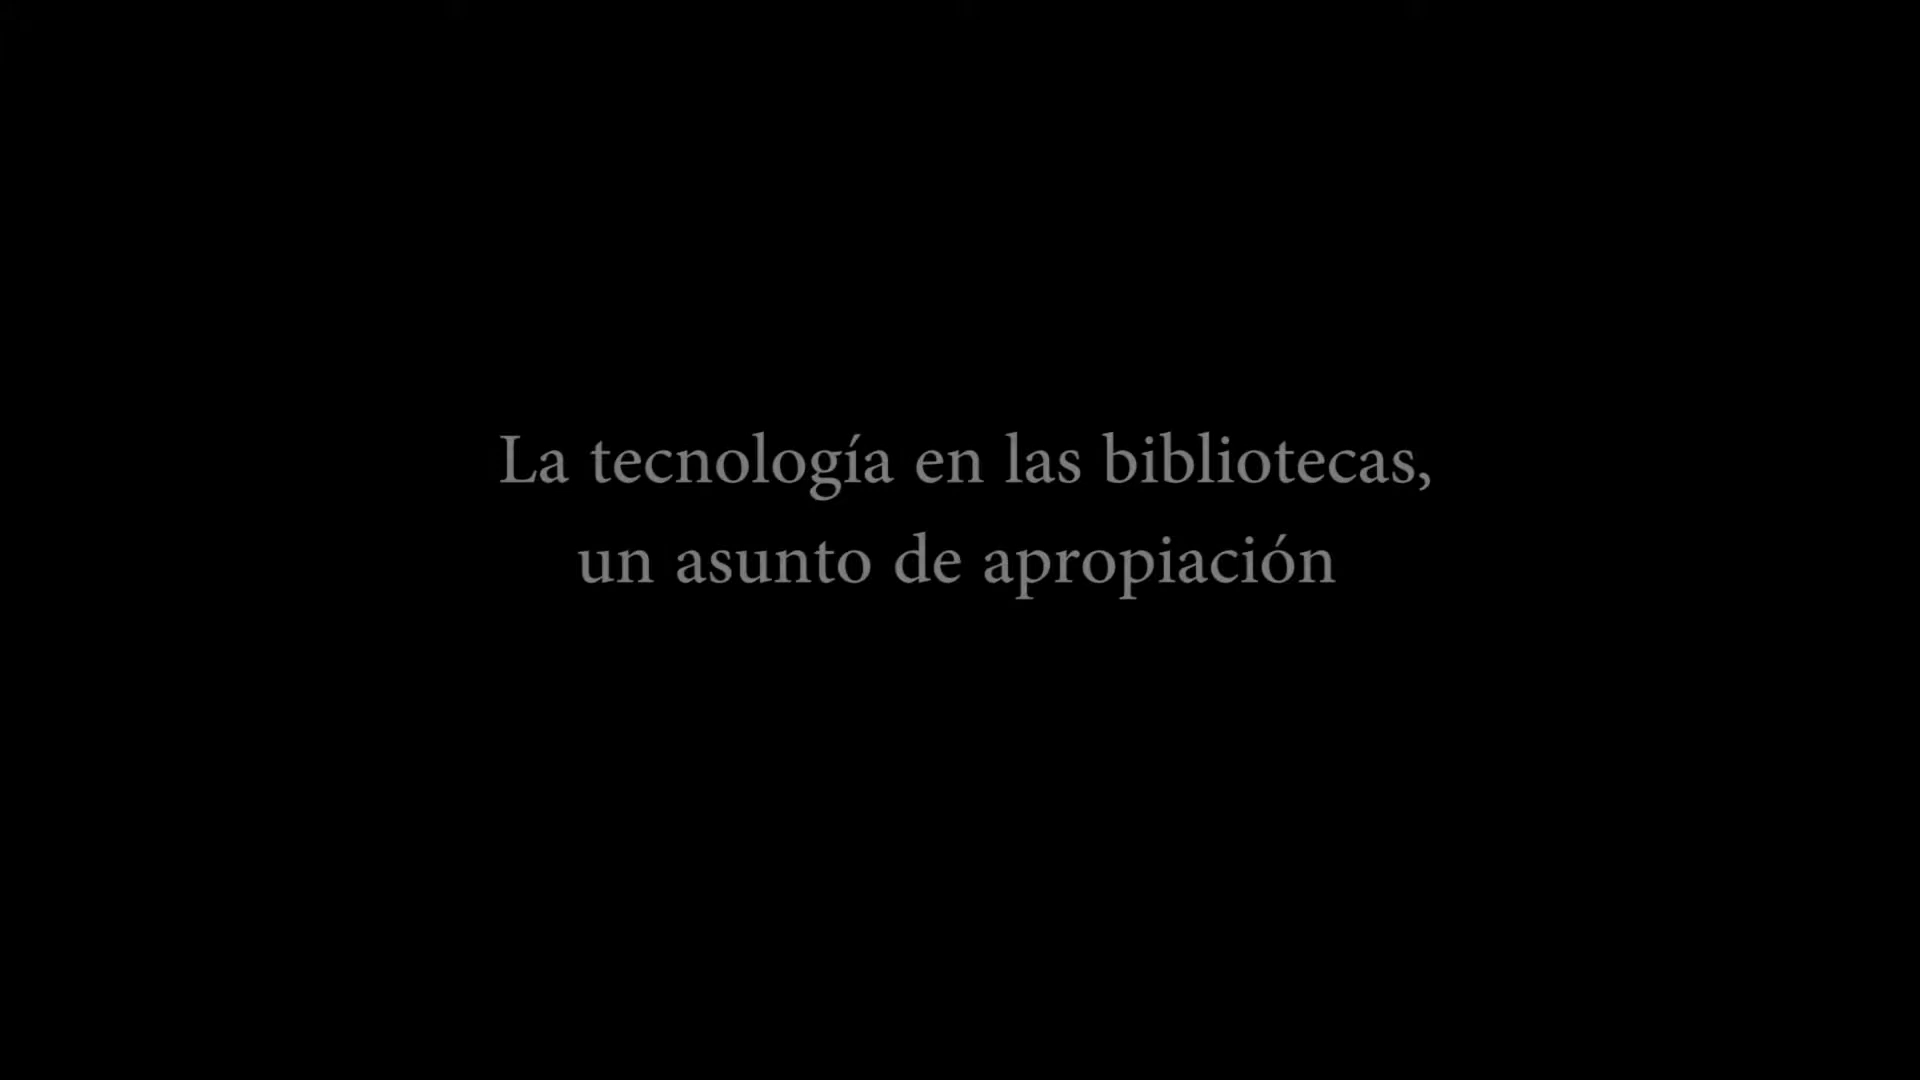 La tecnología en las bibliotecas,
un asunto de apropiación